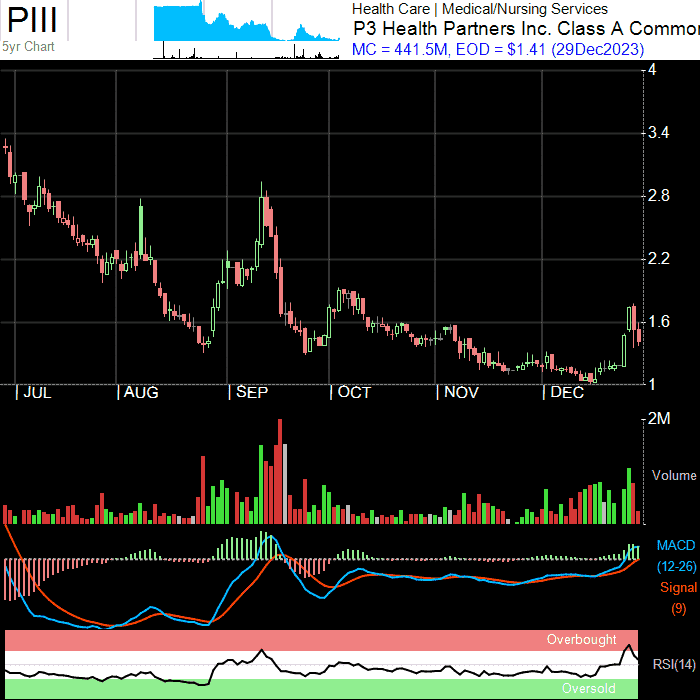 PIII
5yr Chart
Health Care | Medical/Nursing Services
P3 Health Partners Inc. Class A Commo
MC = 441.5M, EOD = $1.41 (29Dec2023)
4
3.4
2.8
2.2
1.6
1
JUL AUG SEP OCT NOV DEC
2M
Volume
MACD
(12-26)
Signal
(9)
Overbought
RSI(14)
Oversold